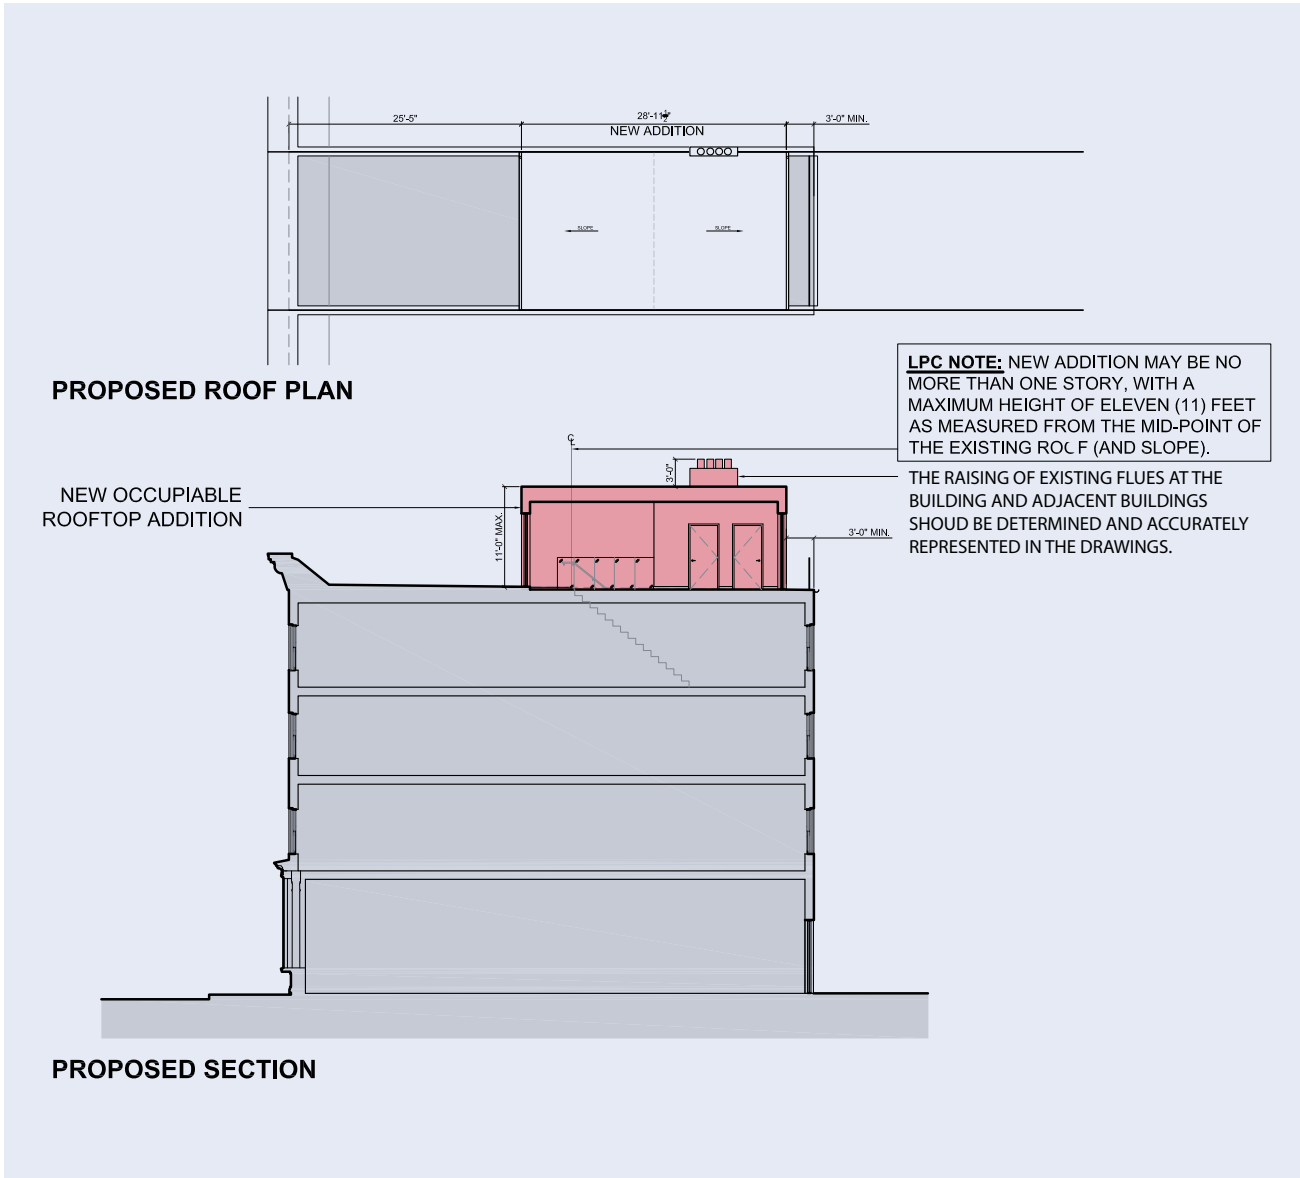 25'-5"
28'-11½"
3'-0" MIN.
NEW ADDITION
SLOPE
SLOPE
PROPOSED ROOF PLAN
LPC NOTE: NEW ADDITION MAY BE NO
MORE THAN ONE STORY, WITH A
MAXIMUM HEIGHT OF ELEVEN (11) FEET
AS MEASURED FROM THE MID-POINT OF
THE EXISTING ROOF (AND SLOPE).
THE RAISING OF EXISTING FLUES AT THE
BUILDING AND ADJACENT BUILDINGS
SHOUD BE DETERMINED AND ACCURATELY
REPRESENTED IN THE DRAWINGS.
℄
3'-0"
NEW OCCUPIABLE
ROOFTOP ADDITION
11'-0" MAX.
3'-0" MIN.
PROPOSED SECTION